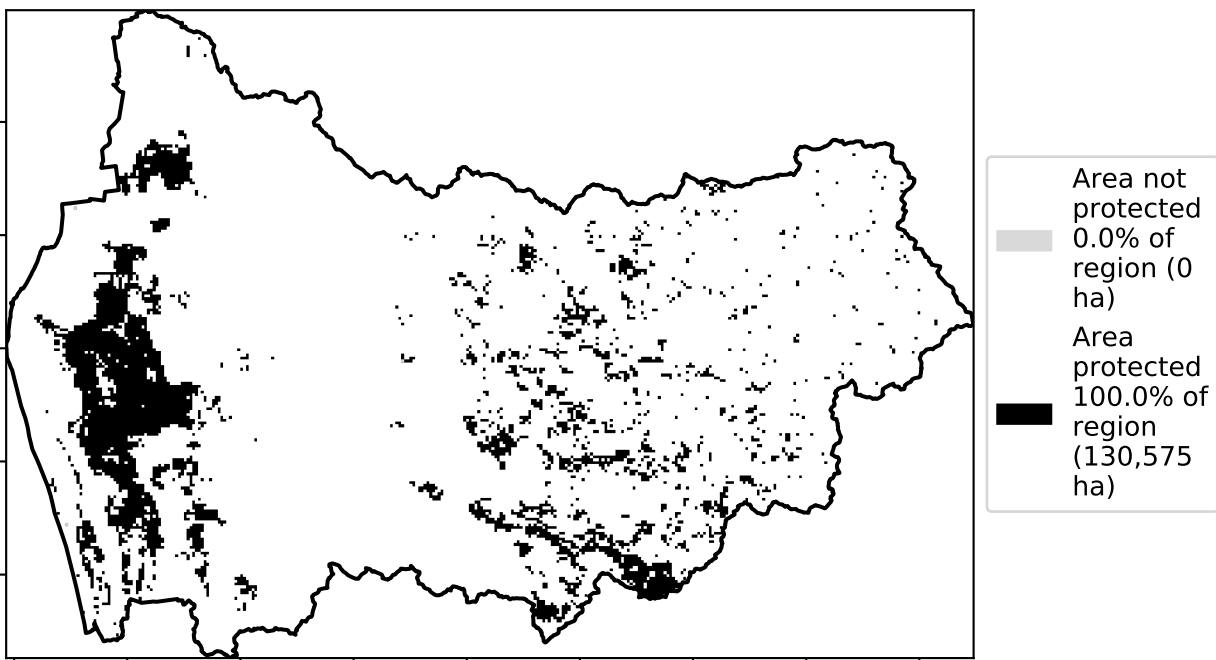 Area not
protected
0.0% of
region (0
ha)
Area
protected
100.0% of
region
(130,575
ha)